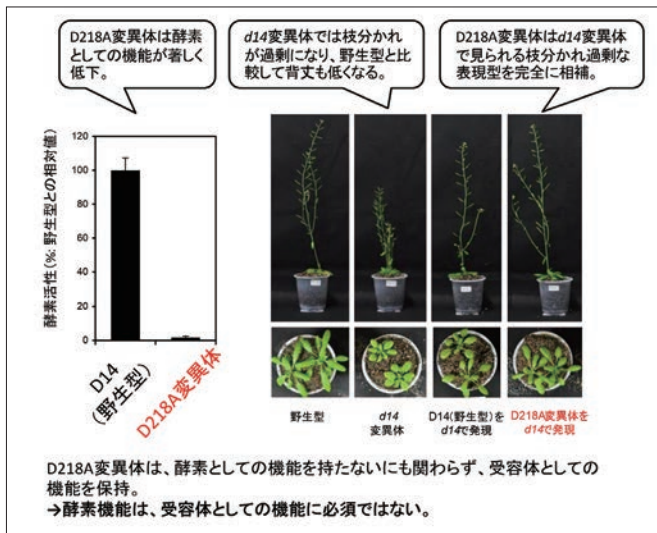 D218A変異体は酵素
としての機能が著しく
低下。
d14変異体では枝分かれ
が過剰になり、野生型と比
較して背丈も低くなる。
D218A変異体はd14変異体
で見られる枝分かれ過剰な
表現型を完全に相補。
酵素活性(%: 野生型との相対値)
120
100
80
60
40
20
0
D14
(野生型)
D218A変異体
野生型
d14
変異体
D14(野生型)を
d14で発現
D218A変異体を
d14で発現
D218A変異体は、酵素としての機能を持たないにも関わらず、受容体としての
機能を保持。
→酵素機能は、受容体としての機能に必須ではない。